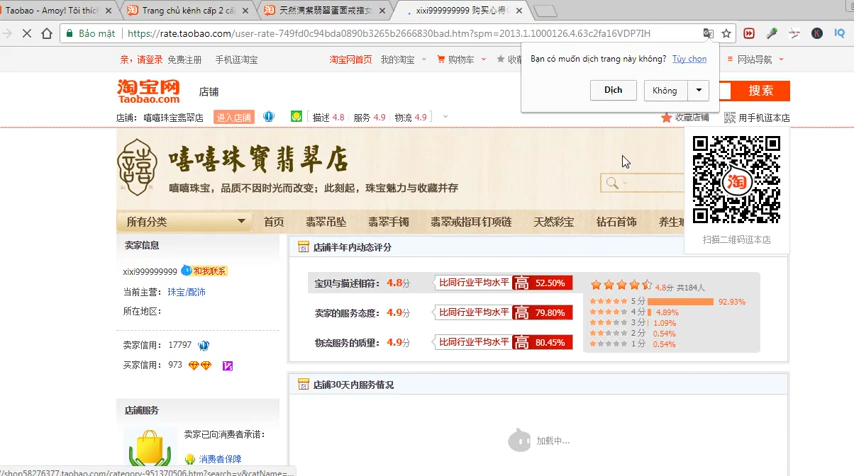 Taobao - Amoy! Tôi thích
Trang chủ kênh cấp 2 cấp
天然满紫翡翠蛋面戒指女
xixi999999999 购买心得
Bảo mật
https://rate.taobao.com/user-rate-749fd0c94bda0890b3265b2666830bad.htm?spm=2013.1.1000126.4.63c2fa16VDP7IH
Bạn có muốn dịch trang này không? Tùy chọn
Dịch
Không
亲，请登录 免费注册 手机逛淘宝
淘宝网首页 我的淘宝 购物车
网站导航
淘宝网
Taobao.com
店铺
搜索
店铺: 嘻嘻珠宝翡翠店 进入店铺
描述 4.8 服务 4.9 物流 4.9
收藏店铺
用手机逛本店
嘻嘻珠寶翡翠店
嘻嘻珠宝，品质不因时光而改变；此刻起，珠宝魅力与收藏并存
淘
扫描二维码逛本店
所有分类 首页 翡翠吊坠 翡翠手镯 翡翠戒指耳钉项链 天然彩宝 钻石首饰
卖家信息
xixi999999999 和我联系
当前主营: 珠宝/配饰
所在地区:
卖家信用: 17797
买家信用: 973
店铺服务
卖家已向消费者承诺:
消费者保障
店铺半年内动态评分
宝贝与描述相符: 4.8分 比同行业平均水平 高 52.50%
卖家的服务态度: 4.9分 比同行业平均水平 高 79.80%
物流服务的质量: 4.9分 比同行业平均水平 高 80.45%
4.8分 共184人
5 分 92.93%
4 分 4.89%
3 分 1.09%
2 分 0.54%
1 分 0.54%
店铺30天内服务情况
加载中...
//shop58276377.taobao.com/category-951370506.htm?search=y&catName=...